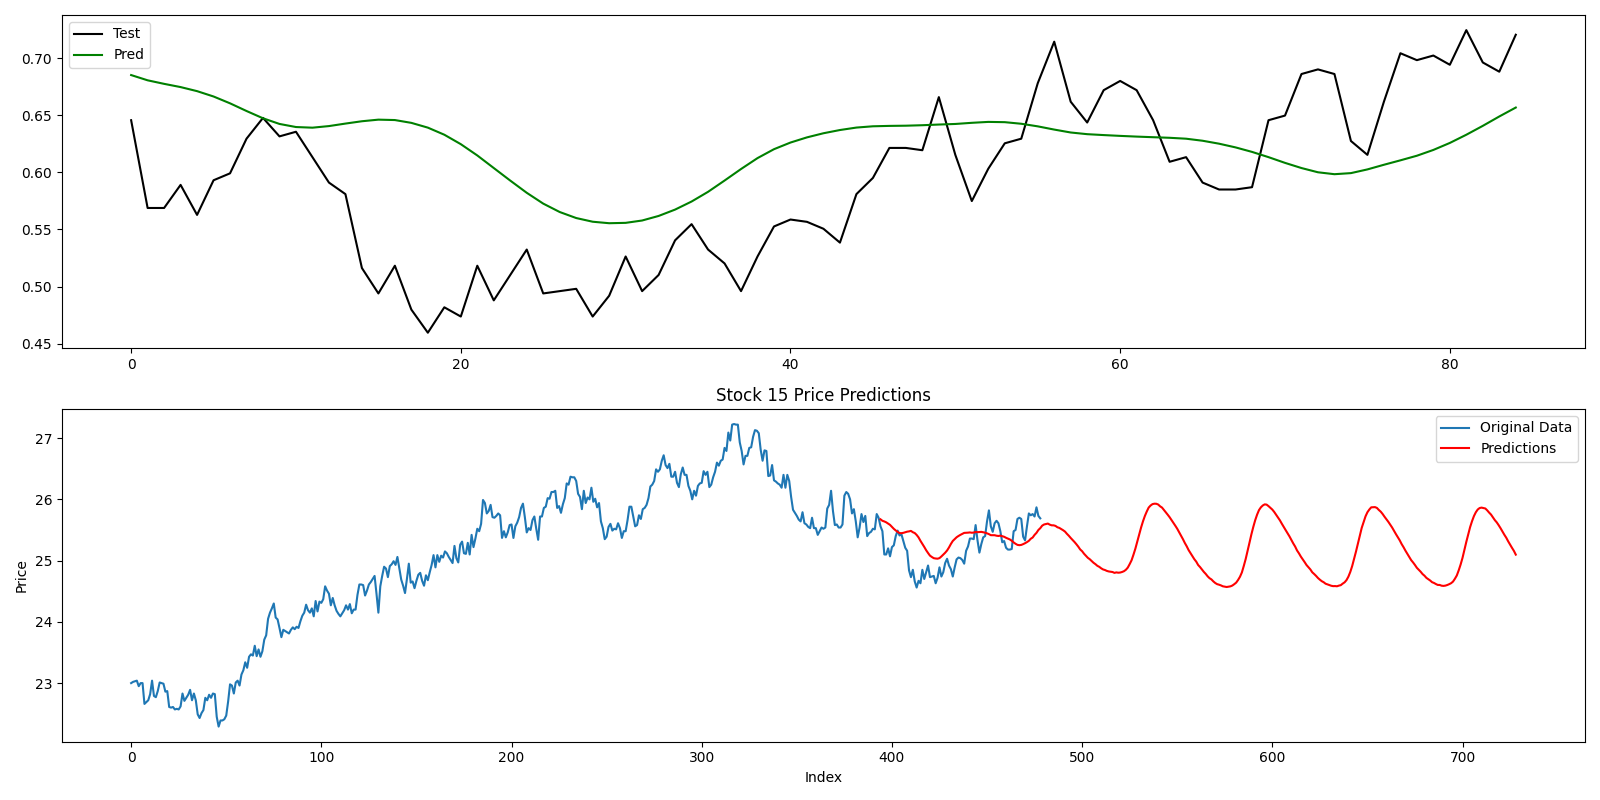 Test
Pred
0.70
0.65
0.60
0.55
0.50
0.45
0 20 40 60 80
Stock 15 Price Predictions
Original Data
Predictions
27
26
25
24
23
Price
0 100 200 300 400 500 600 700
Index